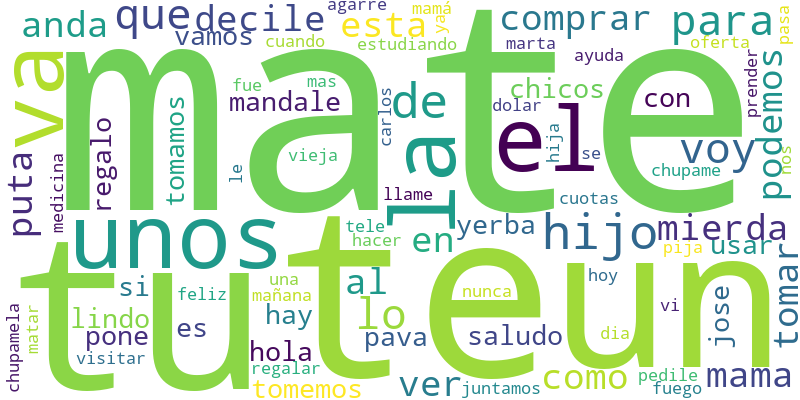 mate
tu
te
un
el
la
va
unos
hijo
que
decile
de
esta
comprar
para
anda
vamos
agarre
mamá
yaá
cuando
estudiando
marta
ayuda
oferta
pasa
fue
mas
mandale
carlos
dolar
chicos
con
prender
podemos
voy
tomamos
regalo
medicina
puta
le
vieja
llame
hija
se
chupame
nos
cuotas
mierda
tele
hacer
en
yerba
pija
usar
tomar
si
una
mañana
al
feliz
nunca
hoy
lindo
hay
lo
vi
dia
jose
matar
pone
es
pava
saludo
chupamela
visitar
hola
regalar
tomemos
ver
juntamos
como
pedile
fuego
mama